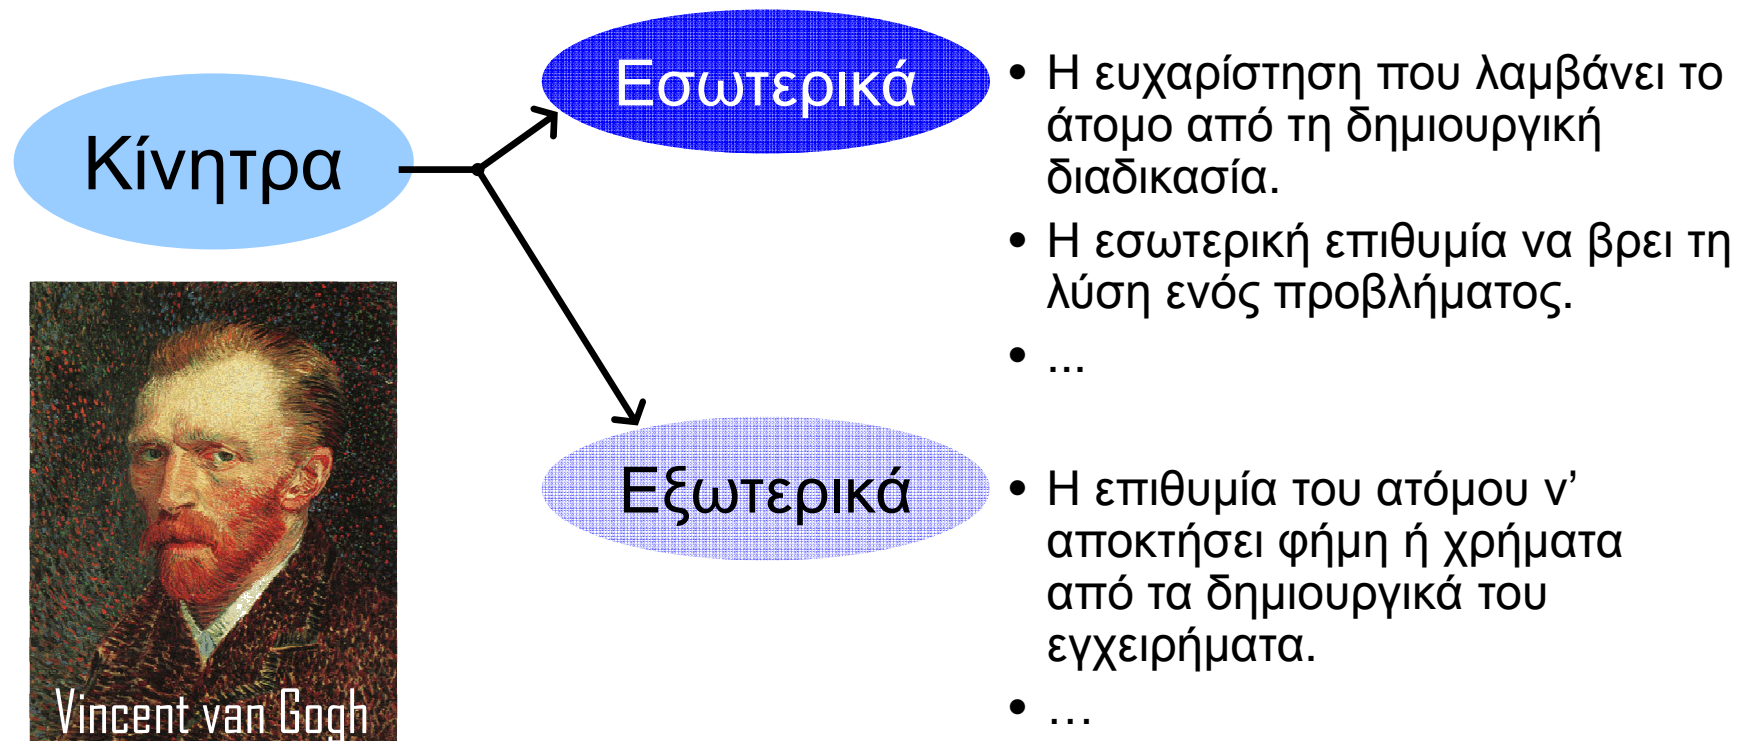 Κίνητρα
Εσωτερικά
• Η ευχαρίστηση που λαμβάνει το
άτομο από τη δημιουργική
διαδικασία.
• Η εσωτερική επιθυμία να βρει τη
λύση ενός προβλήματος.
• ...
Εξωτερικά
• Η επιθυμία του ατόμου ν’
αποκτήσει φήμη ή χρήματα
από τα δημιουργικά του
εγχειρήματα.
• …
Vincent van Gogh